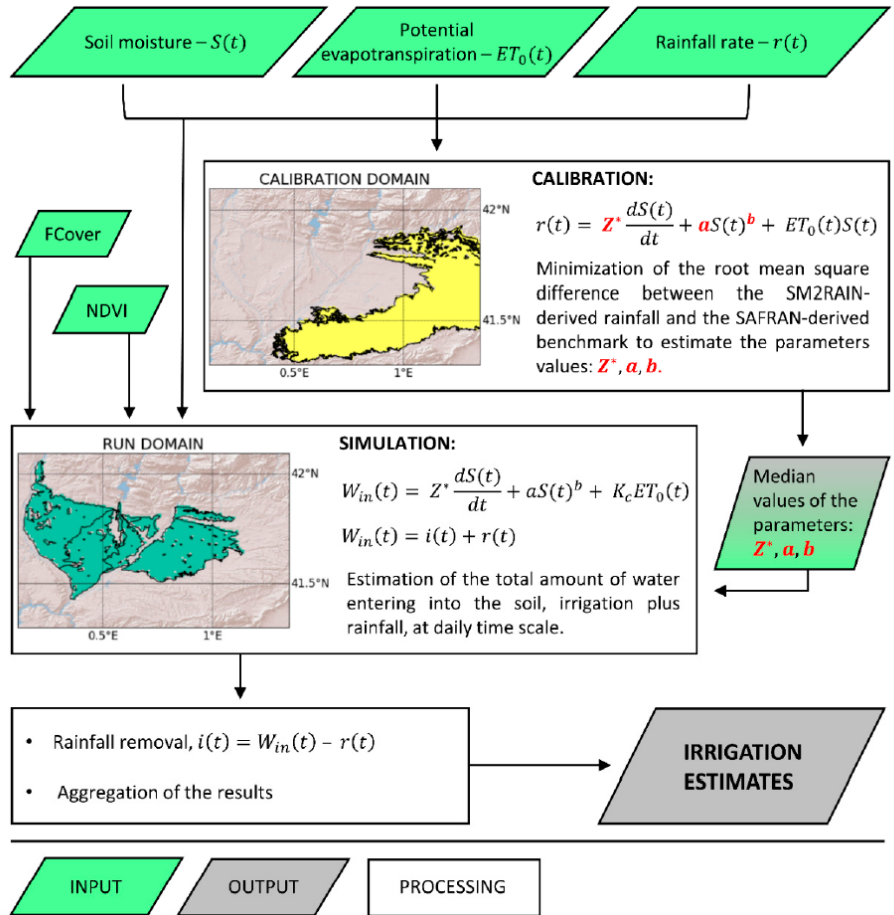 Soil moisture – S(t)
Potential
evapotranspiration – ET₀(t)
Rainfall rate – r(t)
CALIBRATION DOMAIN
42°N
41.5°N
0.5°E
1°E
CALIBRATION:
r(t) = Z* dS(t)/dt + aS(t)ᵇ + ET₀(t)S(t)
Minimization of the root mean square
difference between the SM2RAIN-
derived rainfall and the SAFRAN-derived
benchmark to estimate the parameters
values: Z*, a, b.
FCover
NDVI
RUN DOMAIN
42°N
41.5°N
0.5°E
1°E
SIMULATION:
Wᵢₙ(t) = Z* dS(t)/dt + aS(t)ᵇ + K_cET₀(t)
Wᵢₙ(t) = i(t) + r(t)
Estimation of the total amount of water
entering into the soil, irrigation plus
rainfall, at daily time scale.
Median
values of the
parameters:
Z*, a, b
• Rainfall removal, i(t) = Wᵢₙ(t) – r(t)
• Aggregation of the results
IRRIGATION
ESTIMATES
INPUT
OUTPUT
PROCESSING